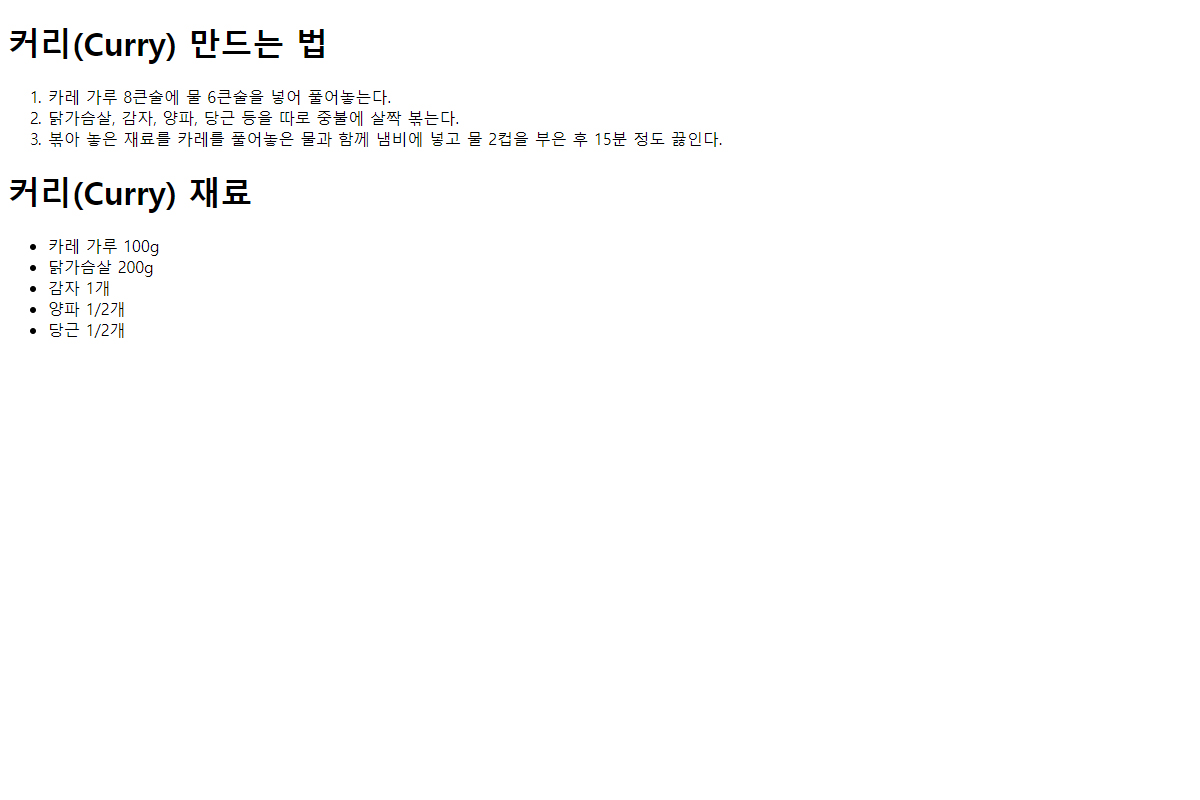 커리(Curry) 만드는 법
1. 카레 가루 8큰술에 물 6큰술을 넣어 풀어놓는다.
2. 닭가슴살, 감자, 양파, 당근 등을 따로 중불에 살짝 볶는다.
3. 볶아 놓은 재료를 카레를 풀어놓은 물과 함께 냄비에 넣고 물 2컵을 부은 후 15분 정도 끓인다.
커리(Curry) 재료
• 카레 가루 100g
• 닭가슴살 200g
• 감자 1개
• 양파 1/2개
• 당근 1/2개